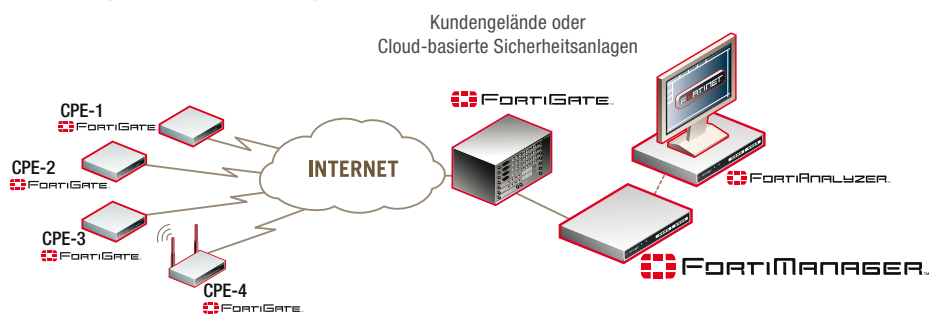 Kundengelände oder
Cloud-basierte Sicherheitsanlagen
FORTINET
FORTIGATE
CPE-1
FORTIGATE
CPE-2
FORTIGATE
INTERNET
FORTIANALYZER
CPE-3
FORTIGATE
FORTIMANAGER
CPE-4
FORTIGATE